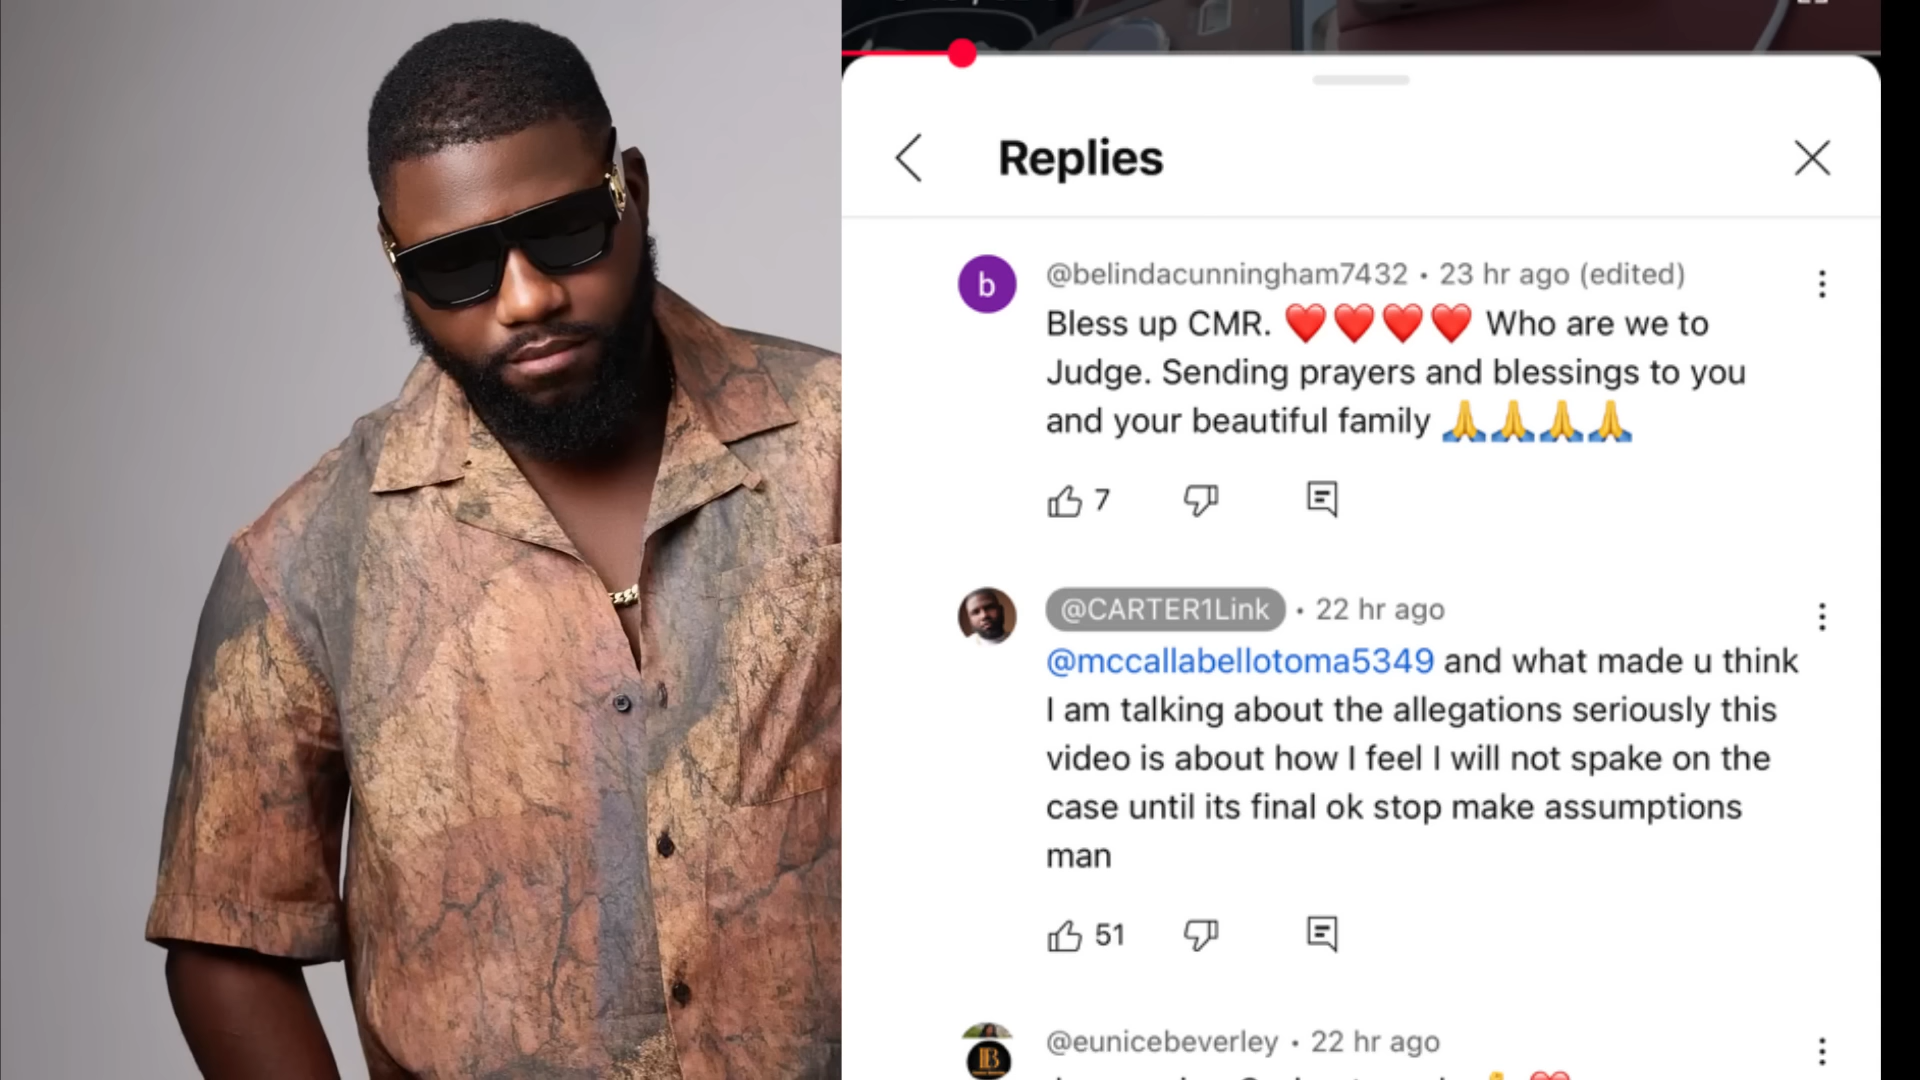 Replies
@belindacunningham7432 • 23 hr ago (edited)
Bless up CMR. ❤️❤️❤️❤️ Who are we to
Judge. Sending prayers and blessings to you
and your beautiful family 🙏🙏🙏🙏
7
@CARTER1Link • 22 hr ago
@mccallabellotoma5349 and what made u think
I am talking about the allegations seriously this
video is about how I feel I will not spake on the
case until its final ok stop make assumptions
man
51
@eunicebeverley • 22 hr ago